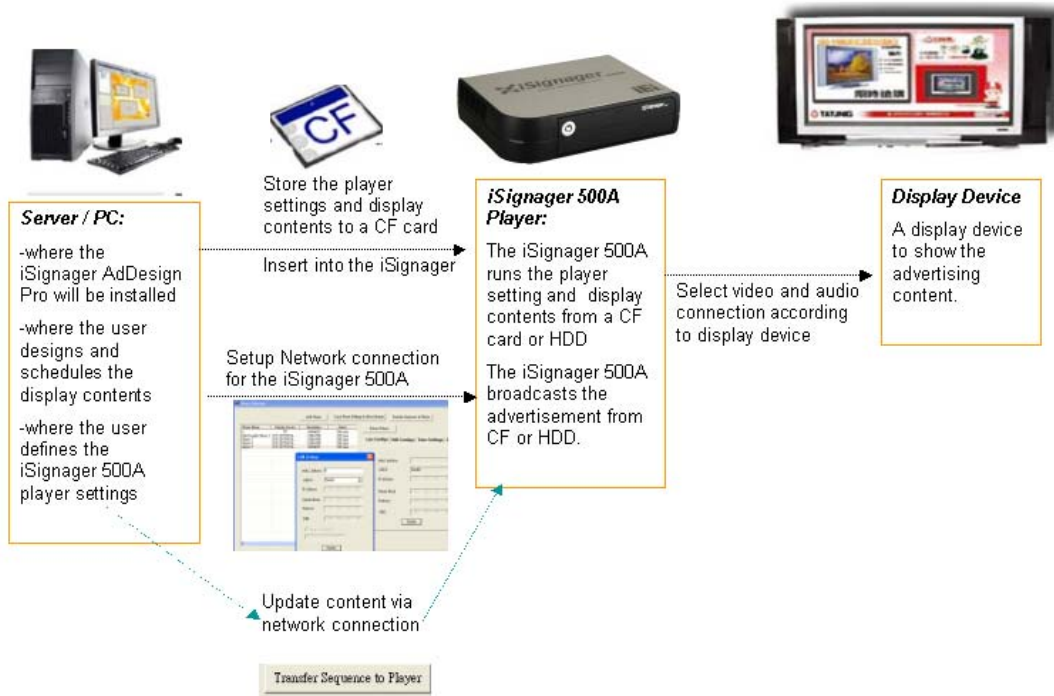 CF
iSignager
TATUNG
Server / PC:
-where the
iSignager AdDesign
Pro will be installed
-where the user
designs and
schedules the
display contents
-where the user
defines the
iSignager 500A
player settings
Store the player
settings and display
contents to a CF card
Insert into the iSignager
Setup Network connection
for the iSignager 500A
Update content via
network connection
Transfer Sequence to Player
iSignager 500A
Player:
The iSignager 500A
runs the player
setting and display
contents from a CF
card or HDD
The iSignager 500A
broadcasts the
advertisement from
CF or HDD.
Select video and audio
connection according
to display device
Display Device
A display device
to show the
advertising
content.